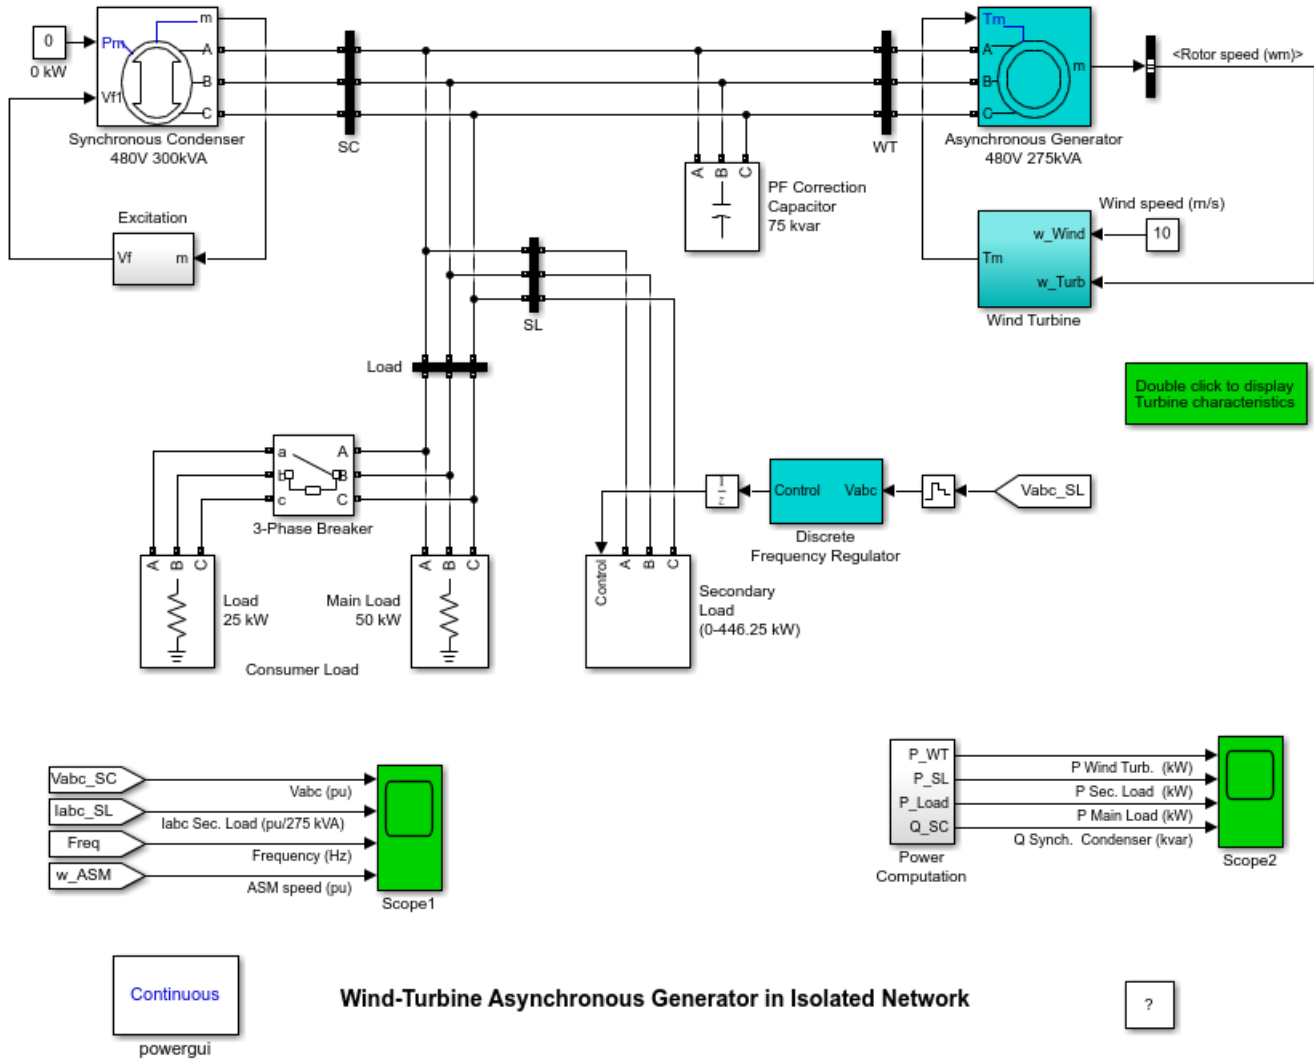 0
0 kW
Pm
Vf1
m
A
B
C
Synchronous Condenser
480V 300kVA
SC
WT
Tm
A
B
C
m
<Rotor speed (wm)>
Asynchronous Generator
480V 275kVA
A
B
C
PF Correction
Capacitor
75 kvar
Excitation
Vf
m
Wind speed (m/s)
w_Wind
10
Tm
w_Turb
Wind Turbine
SL
Load
Double click to display
Turbine characteristics
a
b
c
A
B
C
3-Phase Breaker
1
z
Control
Vabc
Vabc_SL
Discrete
Frequency Regulator
A
B
C
Load
25 kW
Main Load
50 kW
A
B
C
Consumer Load
Control
A
B
C
Secondary
Load
(0-446.25 kW)
Vabc_SC
Vabc (pu)
Iabc_SL
Iabc Sec. Load (pu/275 kVA)
Freq
Frequency (Hz)
w_ASM
ASM speed (pu)
Scope1
P_WT
P Wind Turb. (kW)
P_SL
P Sec. Load (kW)
P_Load
P Main Load (kW)
Q_SC
Q Synch. Condenser (kvar)
Power
Computation
Scope2
Continuous
powergui
Wind-Turbine Asynchronous Generator in Isolated Network
?